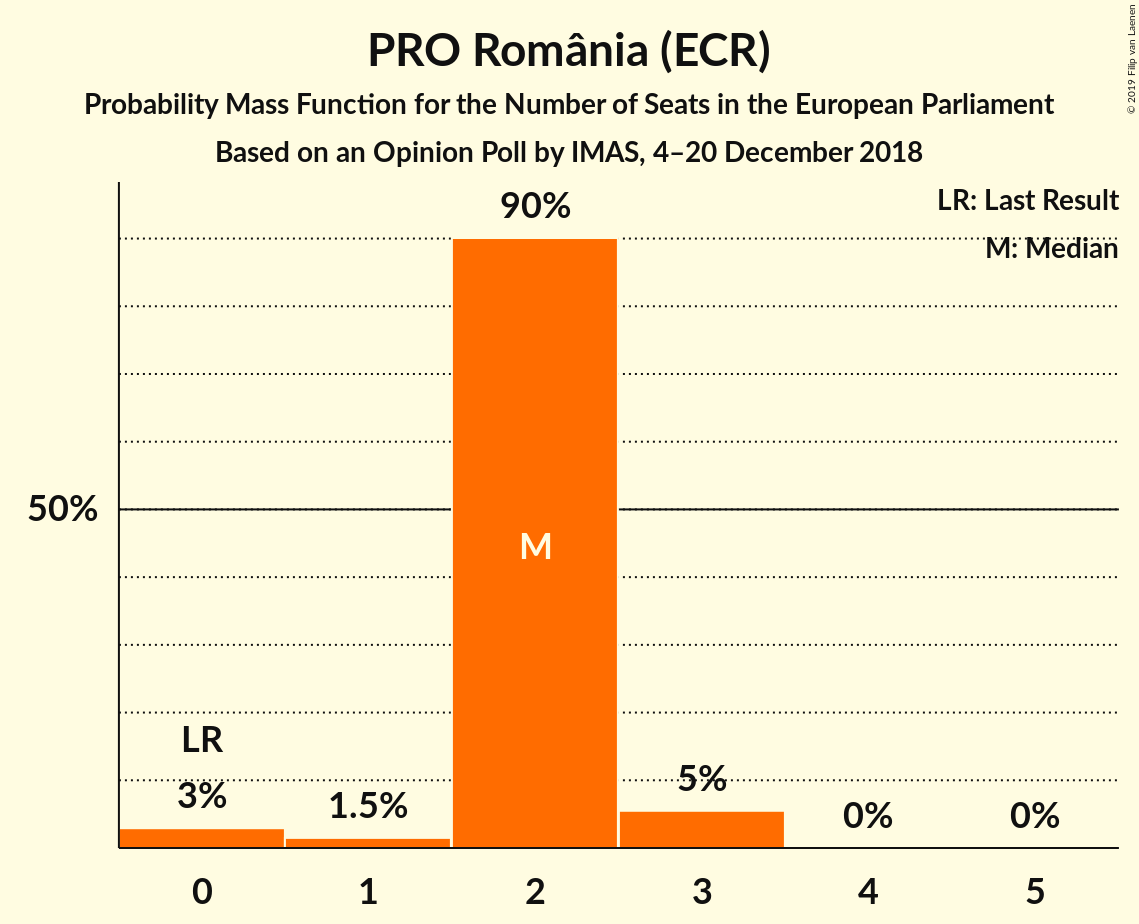 PRO România (ECR)
Probability Mass Function for the Number of Seats in the European Parliament
Based on an Opinion Poll by IMAS, 4–20 December 2018
© 2019 Filip van Laenen
LR: Last Result
M: Median
90%
50%
M
LR
3%
1.5%
5%
0%
0%
0 1 2 3 4 5